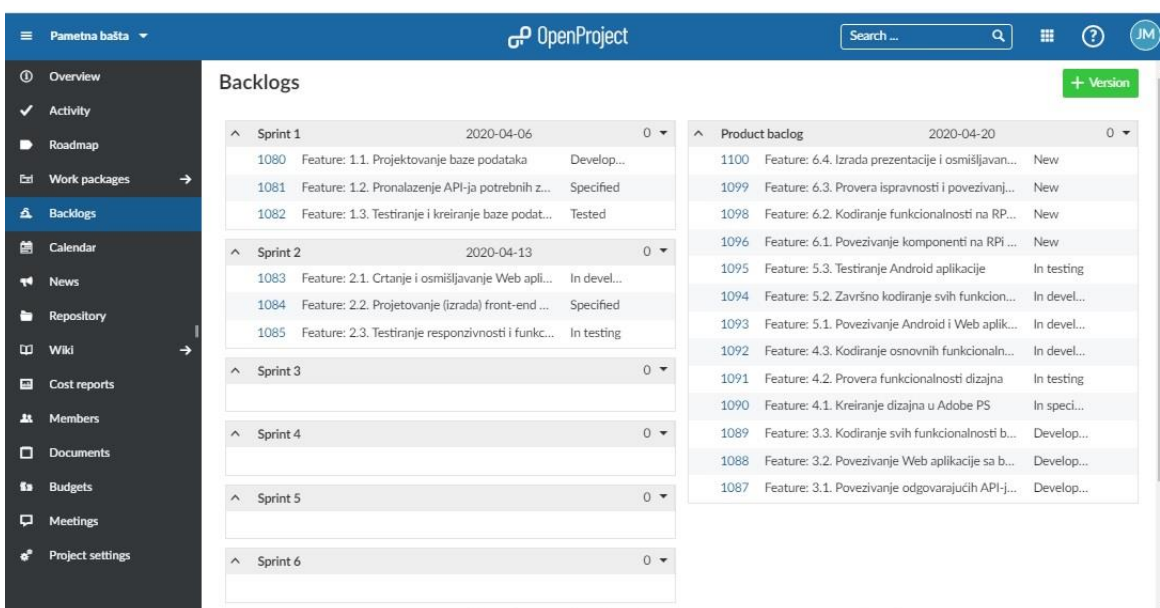 Pametna bašta
OpenProject
Search ...
JM
Overview
Activity
Roadmap
Work packages
Backlogs
Calendar
News
Repository
Wiki
Cost reports
Members
Documents
Budgets
Meetings
Project settings
Backlogs
+ Version
Sprint 1 2020-04-06 0
1080 Feature: 1.1. Projektovanje baze podataka Develop...
1081 Feature: 1.2. Pronalazenje API-ja potrebnih z... Specified
1082 Feature: 1.3. Testiranje i kreiranje baze podat... Tested
Sprint 2 2020-04-13 0
1083 Feature: 2.1. Crtanje i osmišljavanje Web apli... In devel...
1084 Feature: 2.2. Projetovanje (izrada) front-end ... Specified
1085 Feature: 2.3. Testiranje responzivnosti i funkc... In testing
Sprint 3 0
Sprint 4 0
Sprint 5 0
Sprint 6 0
Product baclog 2020-04-20 0
1100 Feature: 6.4. Izrada prezentacije i osmišljavan... New
1099 Feature: 6.3. Provera ispravnosti i povezivanj... New
1098 Feature: 6.2. Kodiranje funkcionalnosti na RP... New
1096 Feature: 6.1. Povezivanje komponenti na RPi ... New
1095 Feature: 5.3. Testiranje Android aplikacije In testing
1094 Feature: 5.2. Završno kodiranje svih funkcion... In devel...
1093 Feature: 5.1. Povezivanje Android i Web aplik... In devel...
1092 Feature: 4.3. Kodiranje osnovnih funkcionaln... In devel...
1091 Feature: 4.2. Provera funkcionalnosti dizajna In testing
1090 Feature: 4.1. Kreiranje dizajna u Adobe PS In speci...
1089 Feature: 3.3. Kodiranje svih funkcionalnosti b... Develop...
1088 Feature: 3.2. Povezivanje Web aplikacije sa b... Develop...
1087 Feature: 3.1. Povezivanje odgovarajućih API-j... Develop...